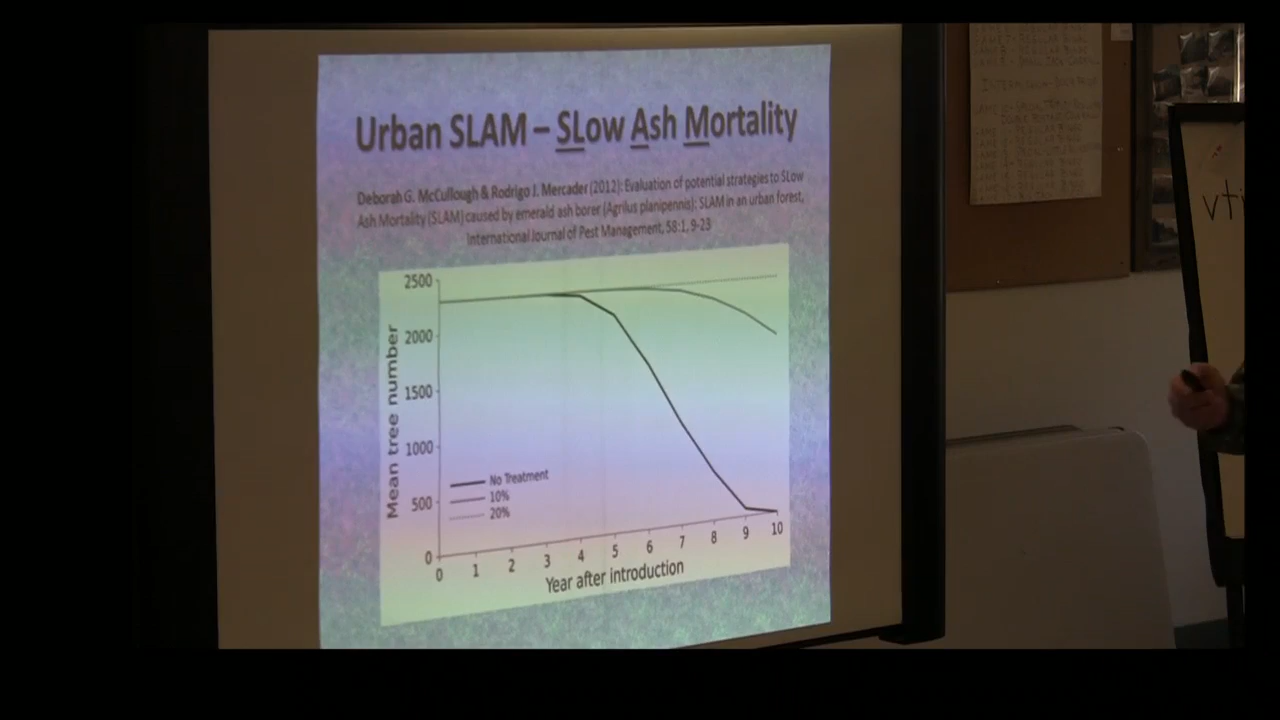 Urban SLAM – SLow Ash Mortality
Deborah G. McCullough & Rodrigo J. Mercader (2012): Evaluation of potential strategies to SLow
Ash Mortality (SLAM) caused by emerald ash borer (Agrilus planipennis): SLAM in an urban forest,
International Journal of Pest Management, 58:1, 9-23
2500
2000
1500
1000
500
0
Mean tree number
No Treatment
10%
20%
0 1 2 3 4 5 6 7 8 9 10
Year after introduction